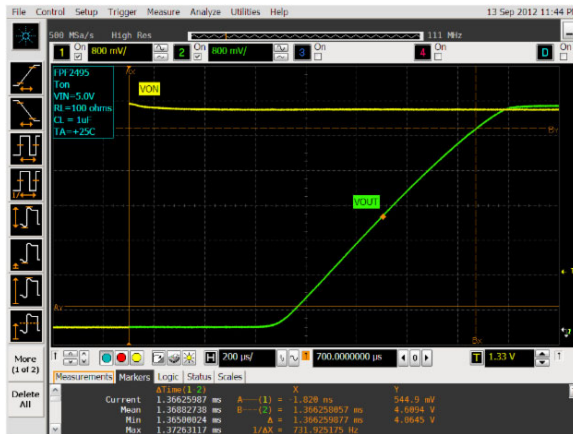 File Control Setup Trigger Measure Analyze Utilities Help 13 Sep 2012 11:44 PM
500 MSa/s High Res 111 MHz
1 On 800 mV/ 2 On 800 mV/ 3 On 4 On D On
FPF2495
Ton
VIN=5.0V
RL=100 ohms
CL = 1uF
TA=+25C
VON
VOUT
More
(1 of 2)
Delete
All
H 200 µs/ 700.0000000 µs 0 T 1.33 V
Measurements Markers Logic Status Scales
ΔTime(1-2) X Y
Current 1.36625987 ms A---(1) = -1.820 ns 544.9 mV
Mean 1.36882738 ms B---(2) = 1.366258057 ms 4.6094 V
Min 1.36500024 ms Δ = 1.366259877 ms 4.0645 V
Max 1.37263117 ms 1/ΔX = 731.925175 Hz